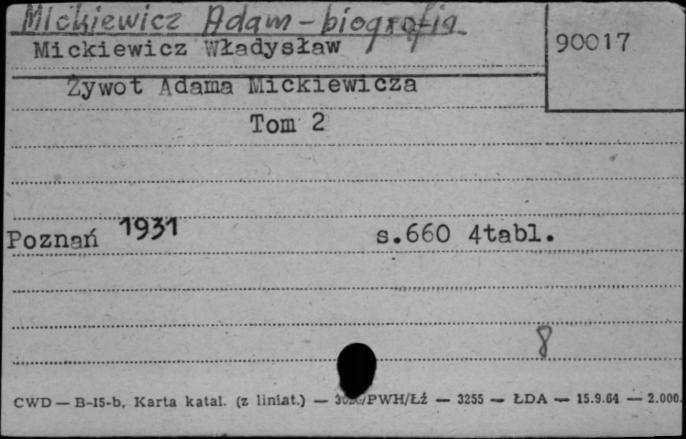 Mickiewicz Adam - biografia
Mickiewicz Władysław
90017
Żywot Adama Mickiewicza
Tom 2
Poznań 1931 s.660 4tabl.
8
CWD — B-15-b, Karta katal. (z liniat.) — /PWH/Łź — 3255 — ŁDA — 15.9.64 — 2.000.